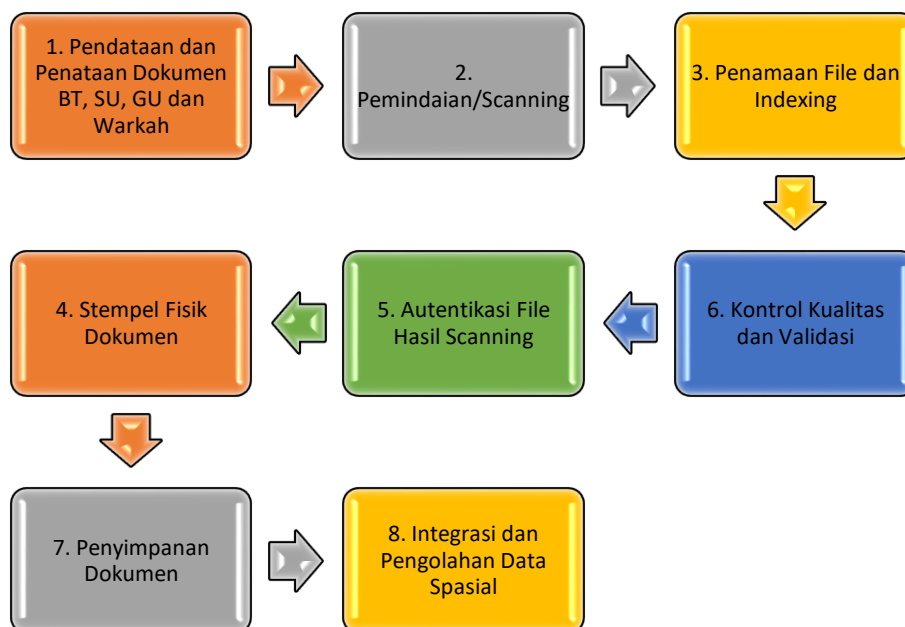 1. Pendataan dan
Penataan Dokumen
BT, SU, GU dan
Warkah
2.
Pemindaian/Scanning
3. Penamaan File dan
Indexing
4. Stempel Fisik
Dokumen
5. Autentikasi File
Hasil Scanning
6. Kontrol Kualitas
dan Validasi
7. Penyimpanan
Dokumen
8. Integrasi dan
Pengolahan Data
Spasial